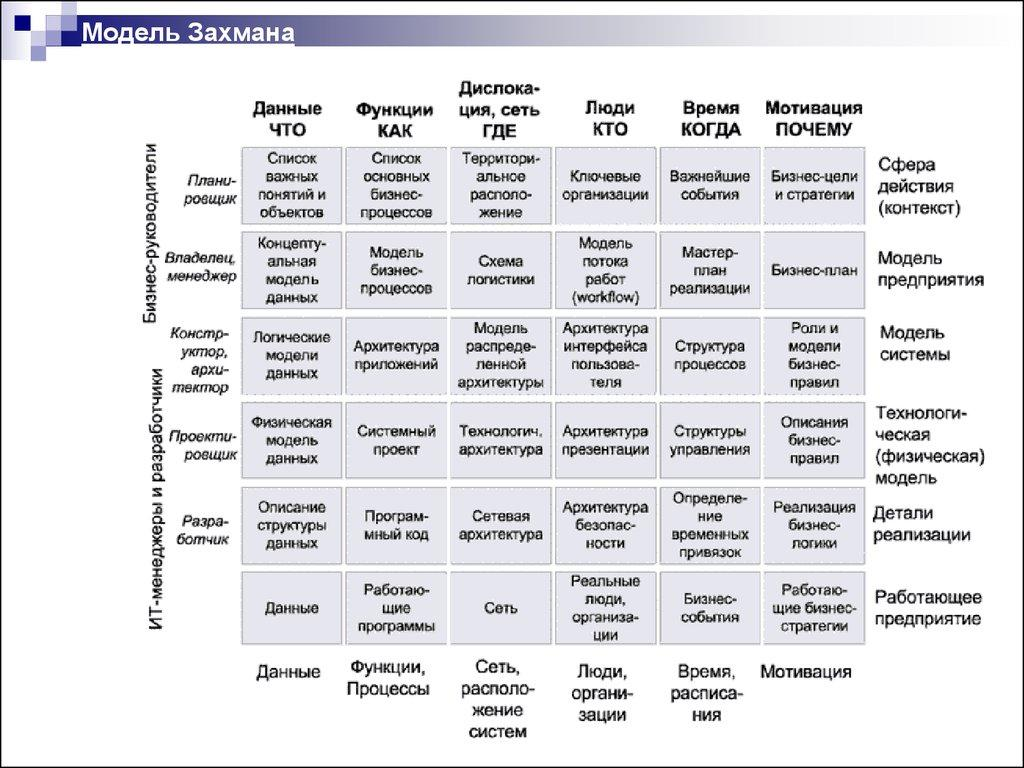 Модель Захмана
Данные
ЧТО
Функции
КАК
Дислока-
ция, сеть
ГДЕ
Люди
КТО
Время
КОГДА
Мотивация
ПОЧЕМУ
Бизнес-руководители
Плани-
ровщик
Список
важных
понятий и
объектов
Список
основных
бизнес-
процессов
Территори-
альное
располо-
жение
Ключевые
организации
Важнейшие
события
Бизнес-цели
и стратегии
Сфера
действия
(контекст)
Владелец,
менеджер
Концепту-
альная
модель
данных
Модель
бизнес-
процессов
Схема
логистики
Модель
потока
работ
(workflow)
Мастер-
план
реализации
Бизнес-план
Модель
предприятия
ИТ-менеджеры и разработчики
Констр-
уктор,
архи-
тектор
Логические
модели
данных
Архитектура
приложений
Модель
распреде-
ленной
архитектуры
Архитектура
интерфейса
пользова-
теля
Структура
процессов
Роли и
модели
бизнес-
правил
Модель
системы
Проекти-
ровщик
Физическая
модель
данных
Системный
проект
Технологич.
архитектура
Архитектура
презентации
Структуры
управления
Описания
бизнес-
правил
Технологи-
ческая
(физическая)
модель
Разра-
ботчик
Описание
структуры
данных
Програм-
мный код
Сетевая
архитектура
Архитектура
безопас-
ности
Определе-
ние
временных
привязок
Реализация
бизнес-
логики
Детали
реализации
Данные
Работаю-
щие
программы
Сеть
Реальные
люди,
организа-
ции
Бизнес-
события
Работаю-
щие бизнес-
стратегии
Работающее
предприятие
Данные
Функции,
Процессы
Сеть,
располо-
жение
систем
Люди,
органи-
зации
Время,
расписа-
ния
Мотивация